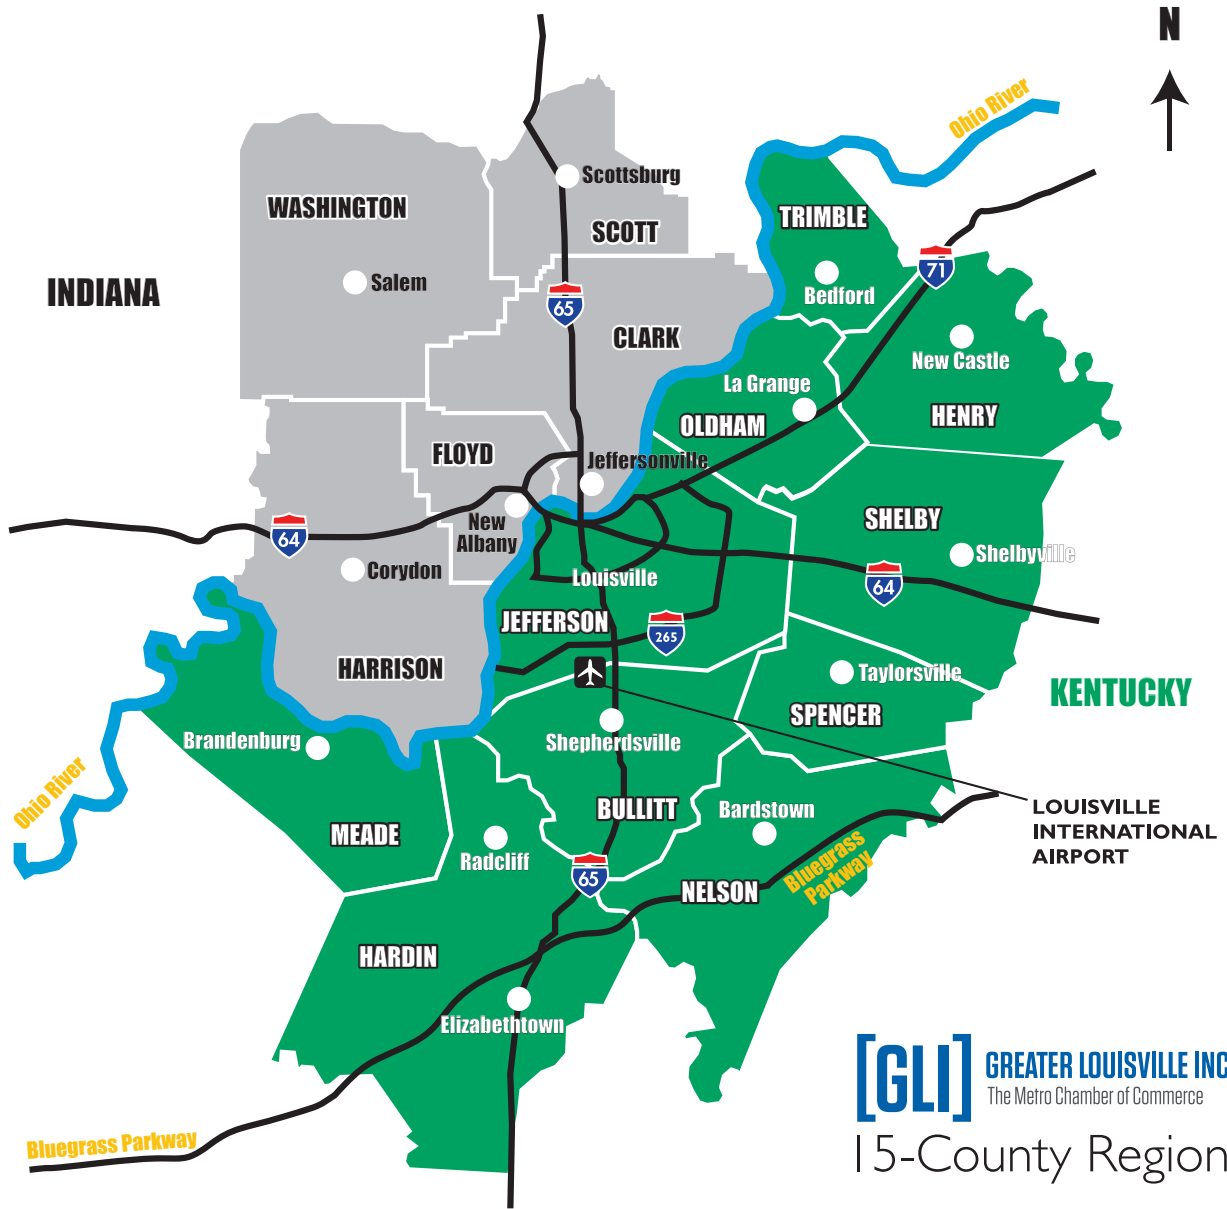 N
Ohio River
Scottsburg
WASHINGTON
SCOTT
TRIMBLE
INDIANA
Salem
71
Bedford
65
CLARK
New Castle
La Grange
HENRY
OLDHAM
FLOYD
Jeffersonville
New
Albany
SHELBY
64
Shelbyville
Corydon
Louisville
64
JEFFERSON
265
HARRISON
Taylorsville
KENTUCKY
SPENCER
Brandenburg
Shepherdsville
Ohio River
BULLITT
Bardstown
LOUISVILLE
INTERNATIONAL
AIRPORT
MEADE
Radcliff
65
Bluegrass
Parkway
NELSON
HARDIN
Elizabethtown
Bluegrass Parkway
[GLI] GREATER LOUISVILLE INC
The Metro Chamber of Commerce
15-County Region